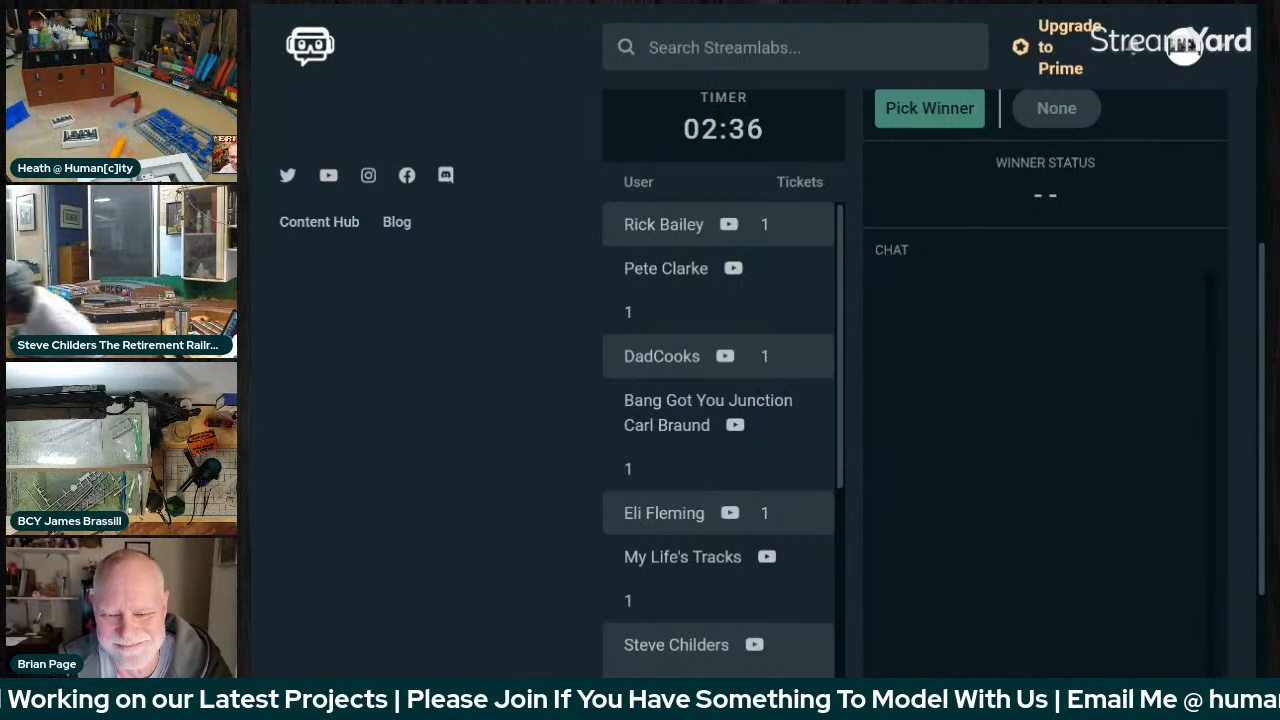 Heath @ Human[c]ity
Steve Childers The Retirement Railr...
BCY James Brassill
Brian Page
Search Streamlabs...
Upgrade
to
Prime
StreamYard
Content Hub Blog
TIMER
02:36
User Tickets
Rick Bailey 1
Pete Clarke
1
DadCooks 1
Bang Got You Junction
Carl Braund
1
Eli Fleming 1
My Life's Tracks
1
Steve Childers
Pick Winner None
WINNER STATUS
- -
CHAT
Working on our Latest Projects | Please Join If You Have Something To Model With Us | Email Me @ huma